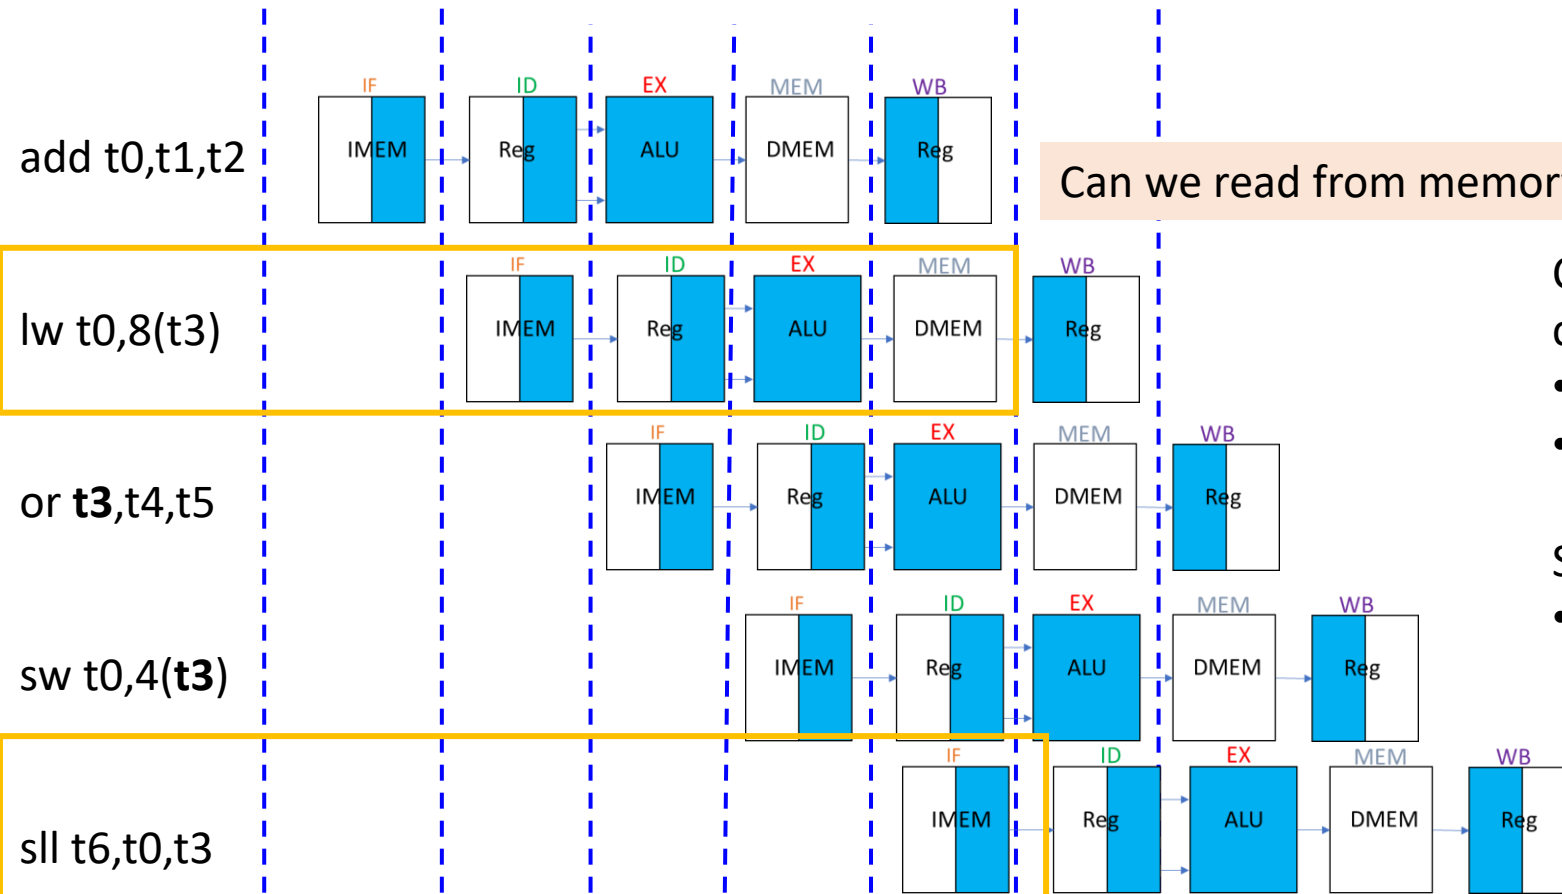 IF ID EX MEM WB
add t0,t1,t2 IMEM Reg ALU DMEM Reg
Can we read from memor
IF ID EX MEM WB
lw t0,8(t3) IMEM Reg ALU DMEM Reg
•
•
IF ID EX MEM WB
or t3,t4,t5 IMEM Reg ALU DMEM Reg
•
IF ID EX MEM WB
sw t0,4(t3) IMEM Reg ALU DMEM Reg
IF ID EX MEM WB
sll t6,t0,t3 IMEM Reg ALU DMEM Reg